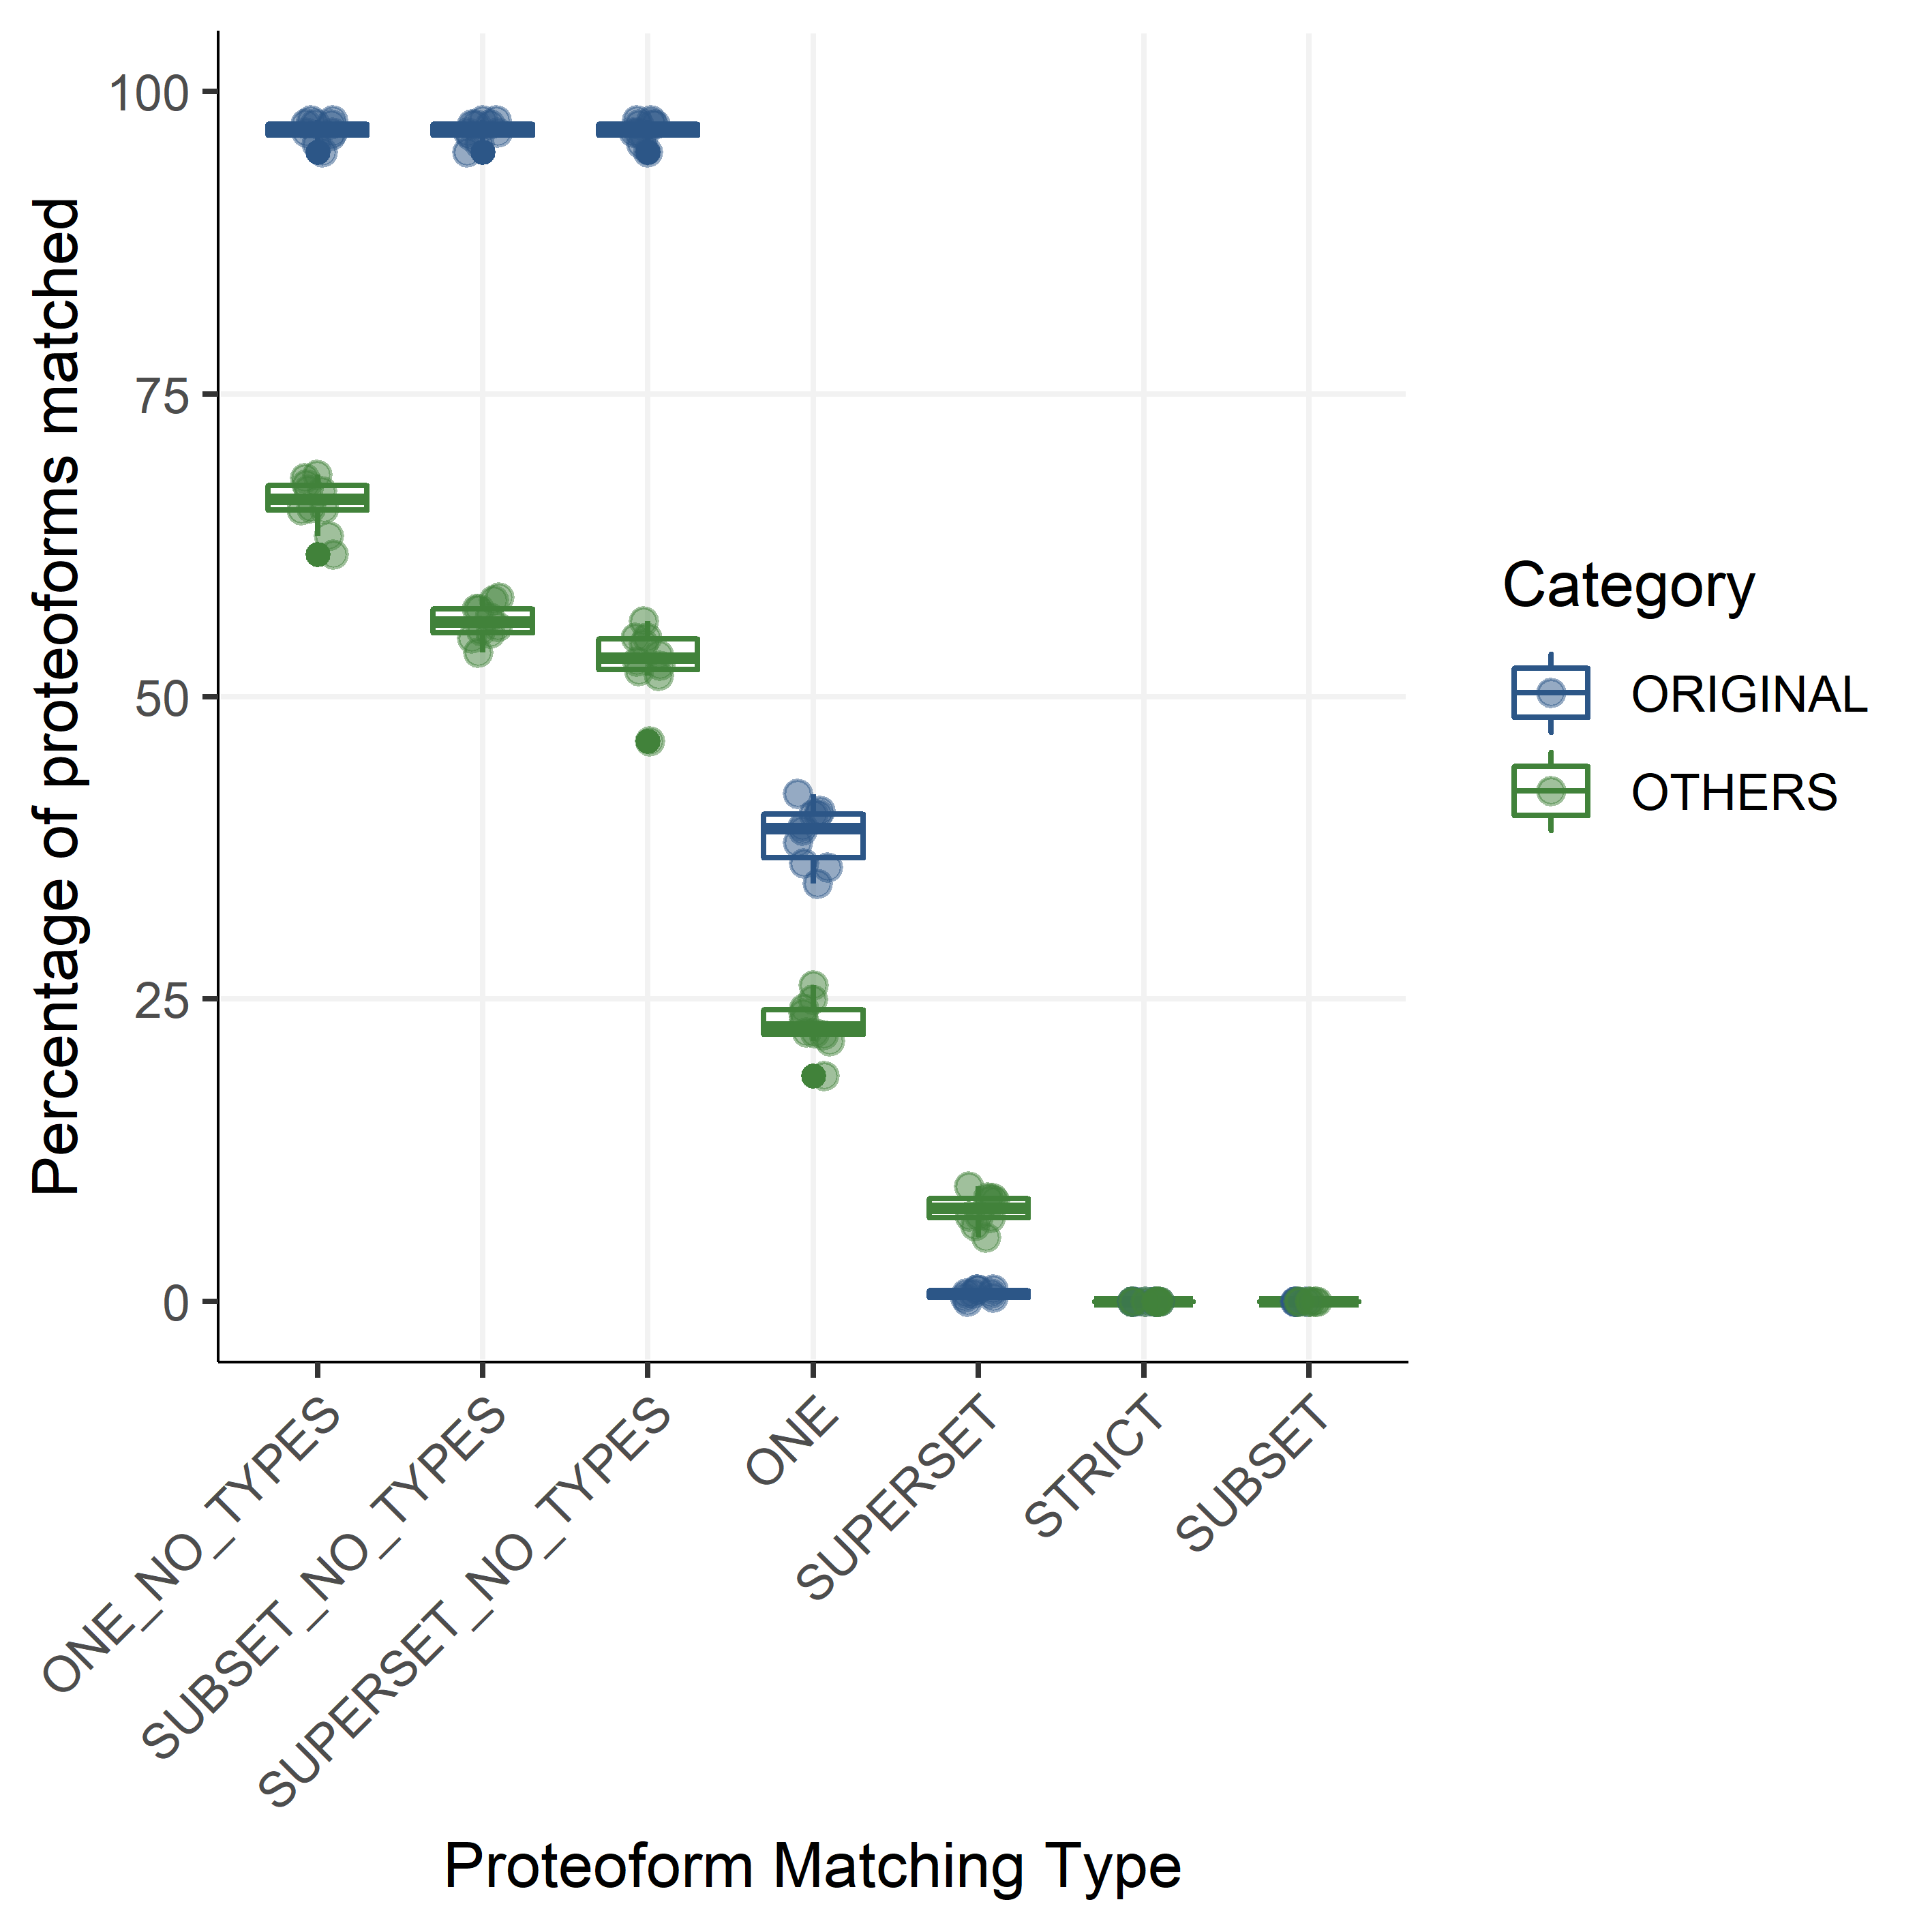 Percentage of proteoforms matched
100
75
50
25
0
ONE_NO_TYPES
SUBSET_NO_TYPES
SUPERSET_NO_TYPES
ONE
SUPERSET
STRICT
SUBSET
Proteoform Matching Type
Category
ORIGINAL
OTHERS